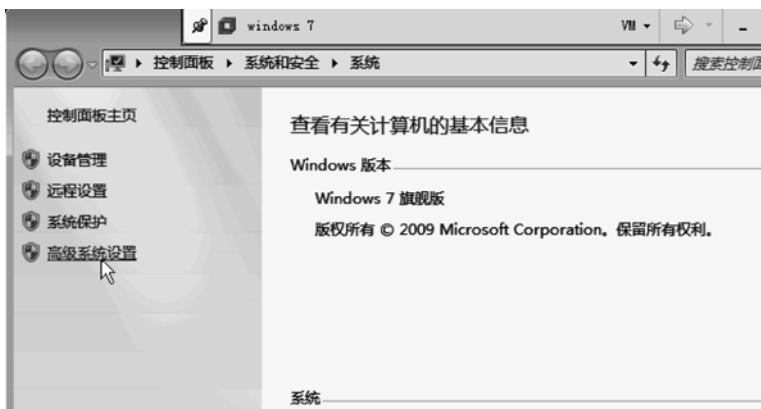 windows 7 VM
控制面板 系统和安全 系统 搜索控制面
控制面板主页
设备管理
远程设置
系统保护
高级系统设置
查看有关计算机的基本信息
Windows 版本
Windows 7 旗舰版
版权所有 © 2009 Microsoft Corporation。保留所有权利。
系统